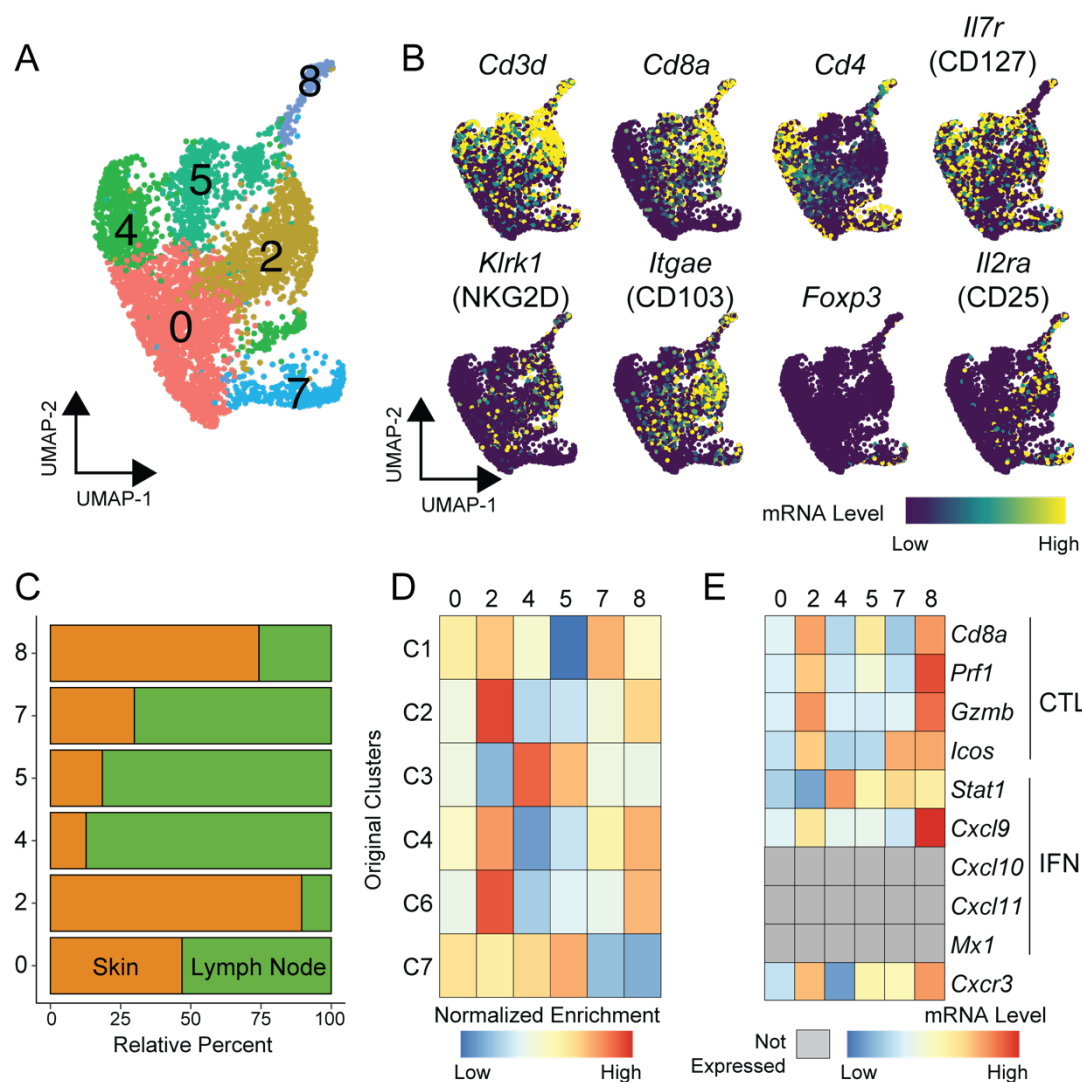 A
8
5
4
2
0
7
UMAP-2
UMAP-1
B
Cd3d
Cd8a
Cd4
Il7r
(CD127)
Klrk1
(NKG2D)
Itgae
(CD103)
Foxp3
Il2ra
(CD25)
UMAP-2
UMAP-1
mRNA Level
Low High
C
8
7
5
4
2
0
Skin Lymph Node
0 25 50 75 100
Relative Percent
D
0 2 4 5 7 8
Original Clusters
C1
C2
C3
C4
C6
C7
Normalized Enrichment
Low High
E
0 2 4 5 7 8
Cd8a
Prf1
Gzmb
Icos
CTL
Stat1
Cxcl9
Cxcl10
Cxcl11
Mx1
IFN
Cxcr3
Not
Expressed
mRNA Level
Low High